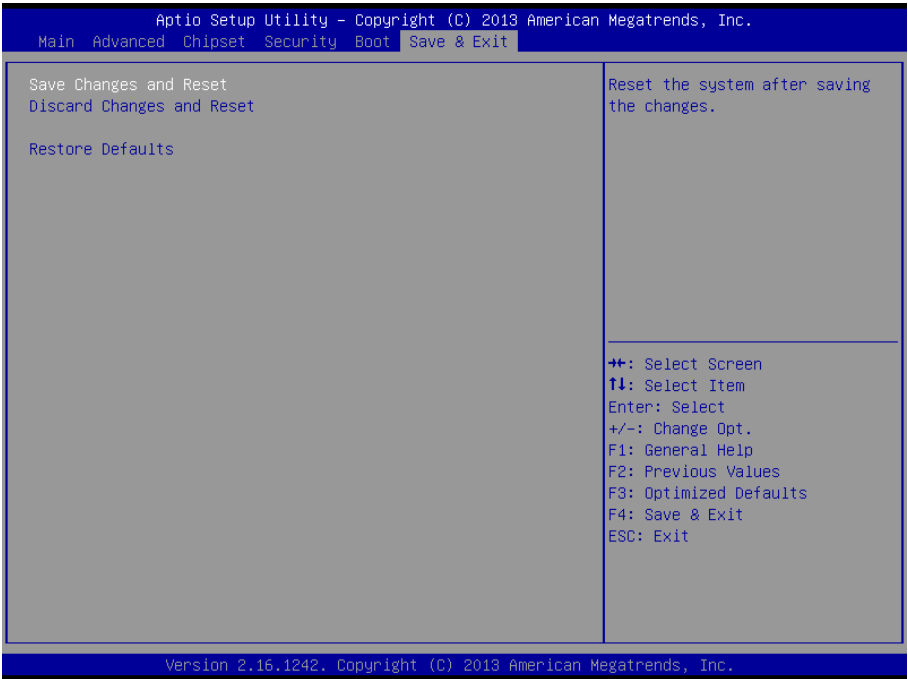 Aptio Setup Utility – Copyright (C) 2013 American Megatrends, Inc.
Main Advanced Chipset Security Boot Save & Exit
Save Changes and Reset
Discard Changes and Reset
Restore Defaults
Reset the system after saving
the changes.
→←: Select Screen
↑↓: Select Item
Enter: Select
+/-: Change Opt.
F1: General Help
F2: Previous Values
F3: Optimized Defaults
F4: Save & Exit
ESC: Exit
Version 2.16.1242. Copyright (C) 2013 American Megatrends, Inc.